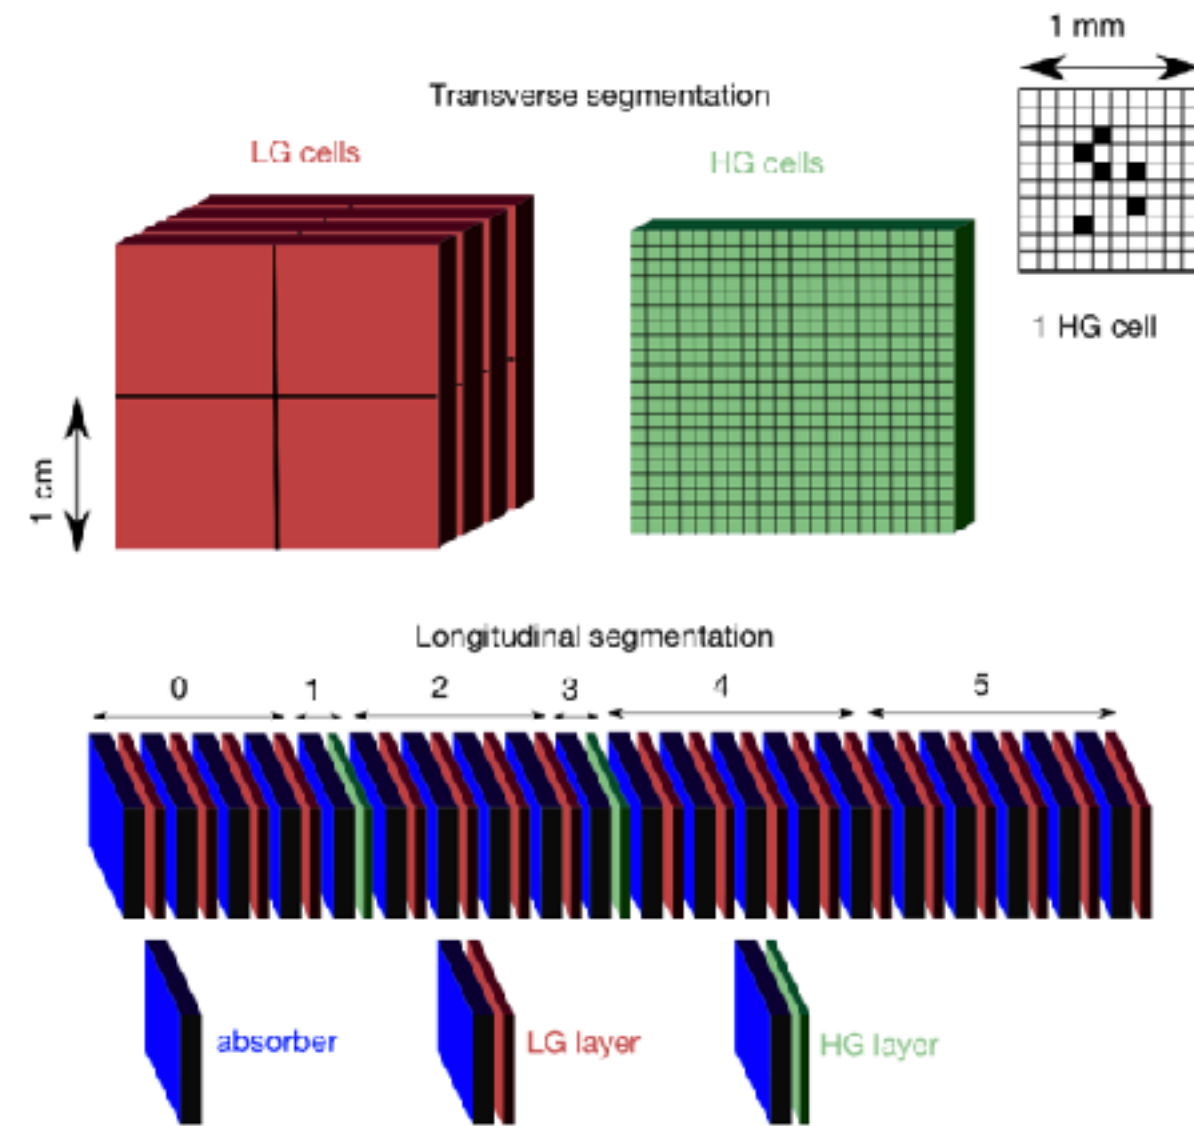 1 mm
Transverse segmentation
LG cells
HG cells
1 HG cell
1 cm
Longitudinal segmentation
0 1 2 3 4 5
absorber
LG layer
HG layer